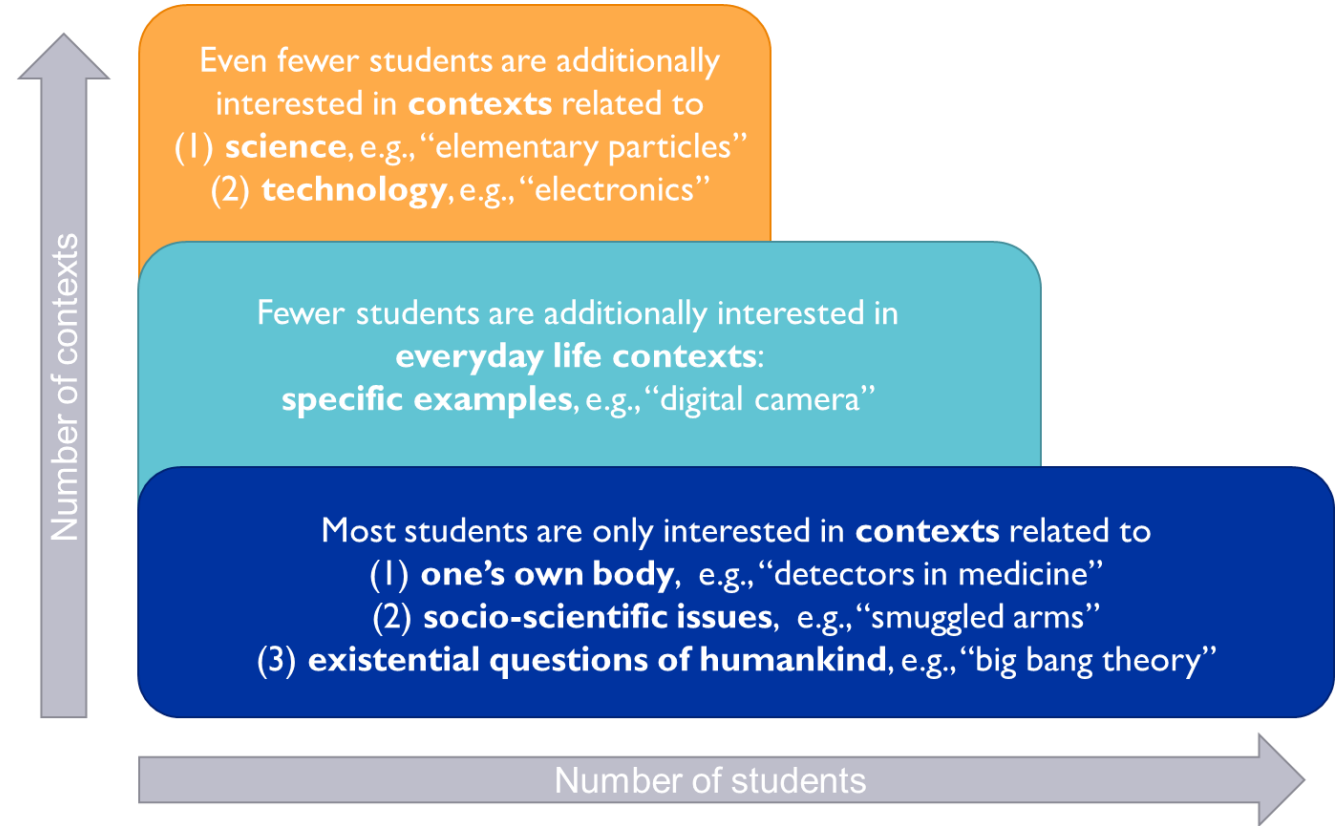 Even fewer students are additionally
interested in contexts related to
(1) science, e.g., “elementary particles”
(2) technology, e.g., “electronics”
Fewer students are additionally interested in
everyday life contexts:
specific examples, e.g., “digital camera”
Most students are only interested in contexts related to
(1) one’s own body, e.g., “detectors in medicine”
(2) socio-scientific issues, e.g., “smuggled arms”
(3) existential questions of humankind, e.g., “big bang theory”
Number of contexts
Number of students